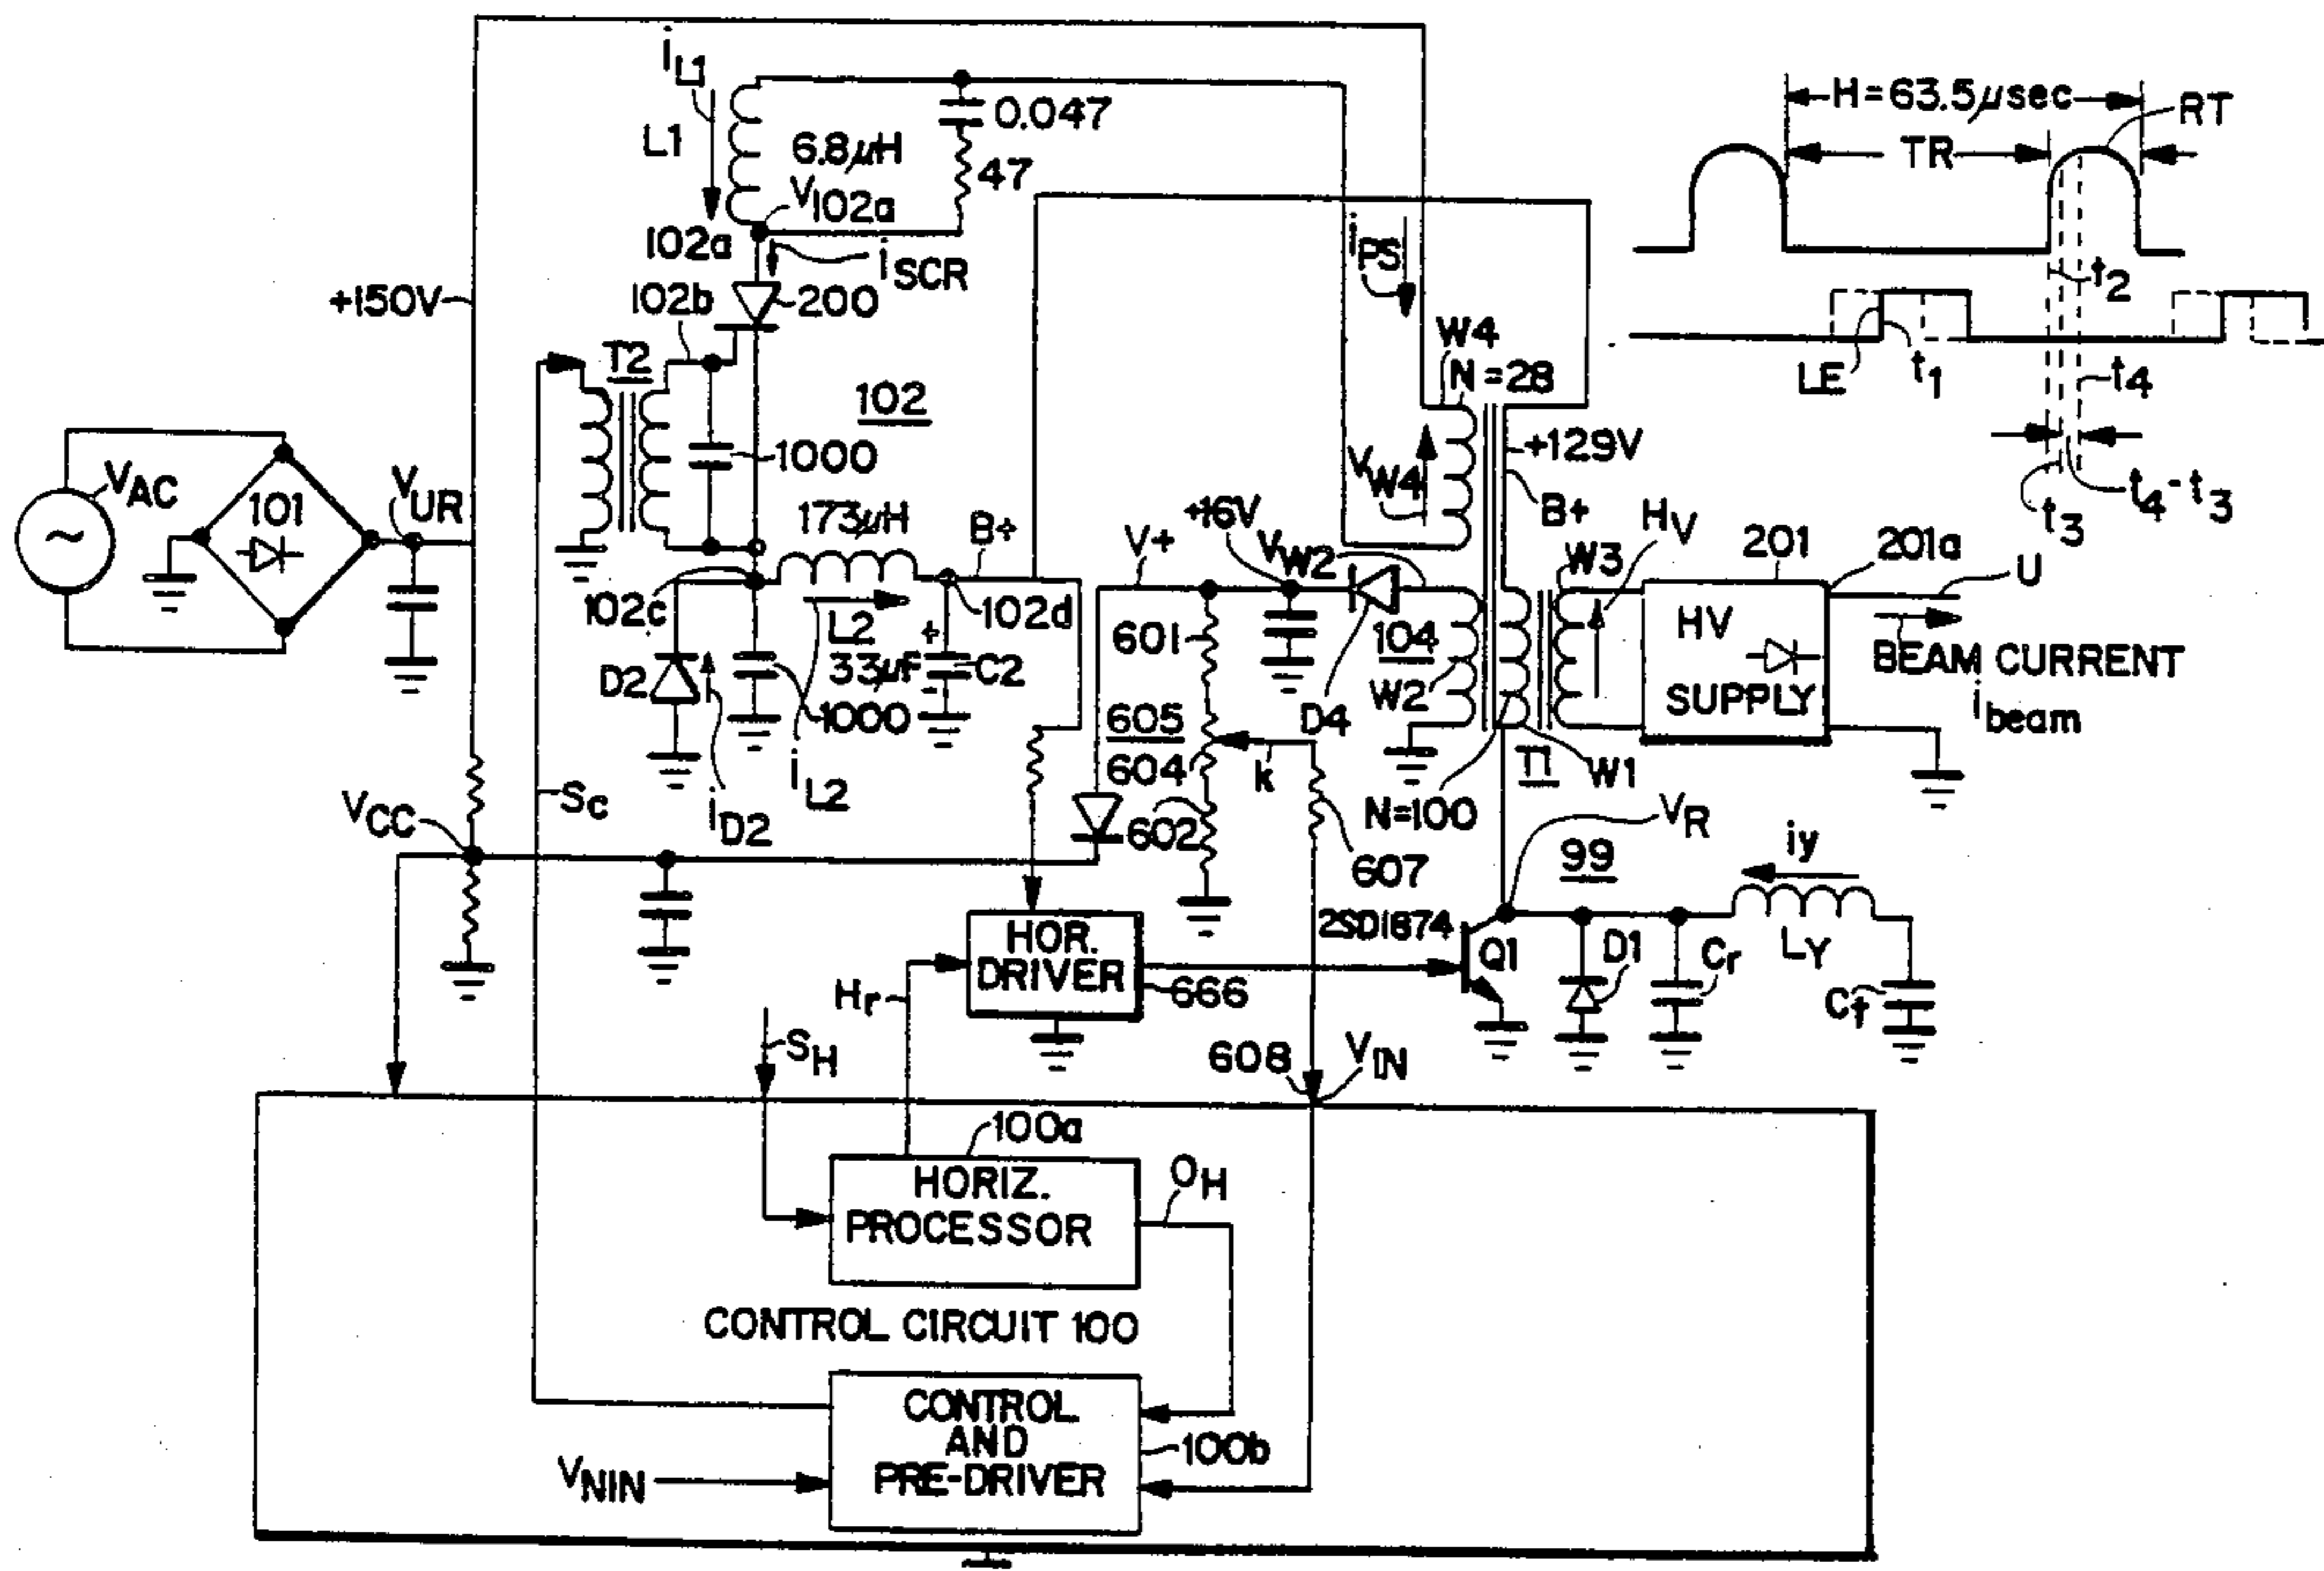 iL1
L1
6.8μH
0.047
47
V102a
102a
iSCR
+150V
102b
200
T2
102
1000
VAC
101
VUR
173μH
B+
102c
L2
102d
33μF
+
-
C2
D2
1000
iL2
iD2
Sc
VCC
iPS
W4
N=28
VW4
+129V
B+
+16V
VW2
V+
601
104
W2
D4
605
604
k
602
607
N=100
T1
W1
W3
HV
201
201a
U
HV
SUPPLY
BEAM CURRENT
ibeam
VR
99
iy
2SD1874
Q1
D1
Cr
LY
Cf
H=63.5μsec
RT
TR
t2
LE
t1
t4
t3
t4-t3
HOR.
DRIVER
666
Hr
SH
608
VIN
100a
HORIZ.
PROCESSOR
OH
CONTROL CIRCUIT 100
CONTROL
AND
PRE-DRIVER
100b
VNIN